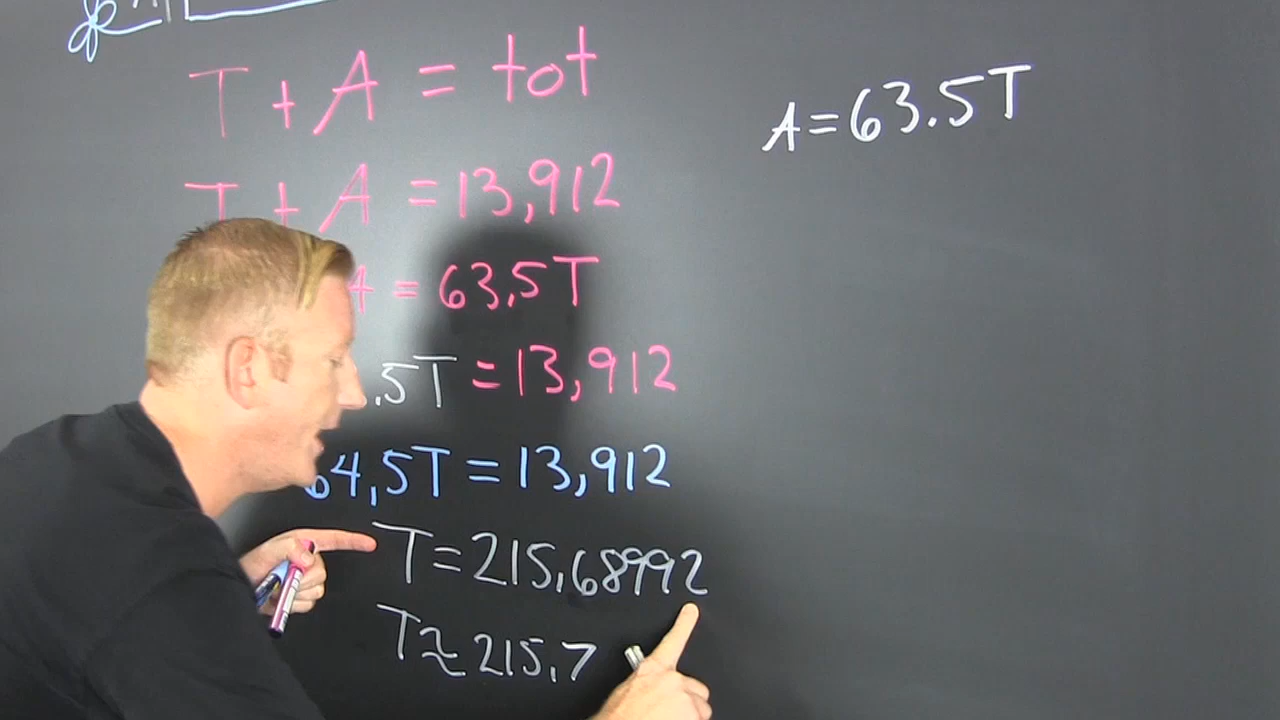 T + A = tot
T + A = 13,912
= 63.5T
.5T = 13,912
64.5T = 13,912
T = 215.68992
T ≈ 215.7
A = 63.5T